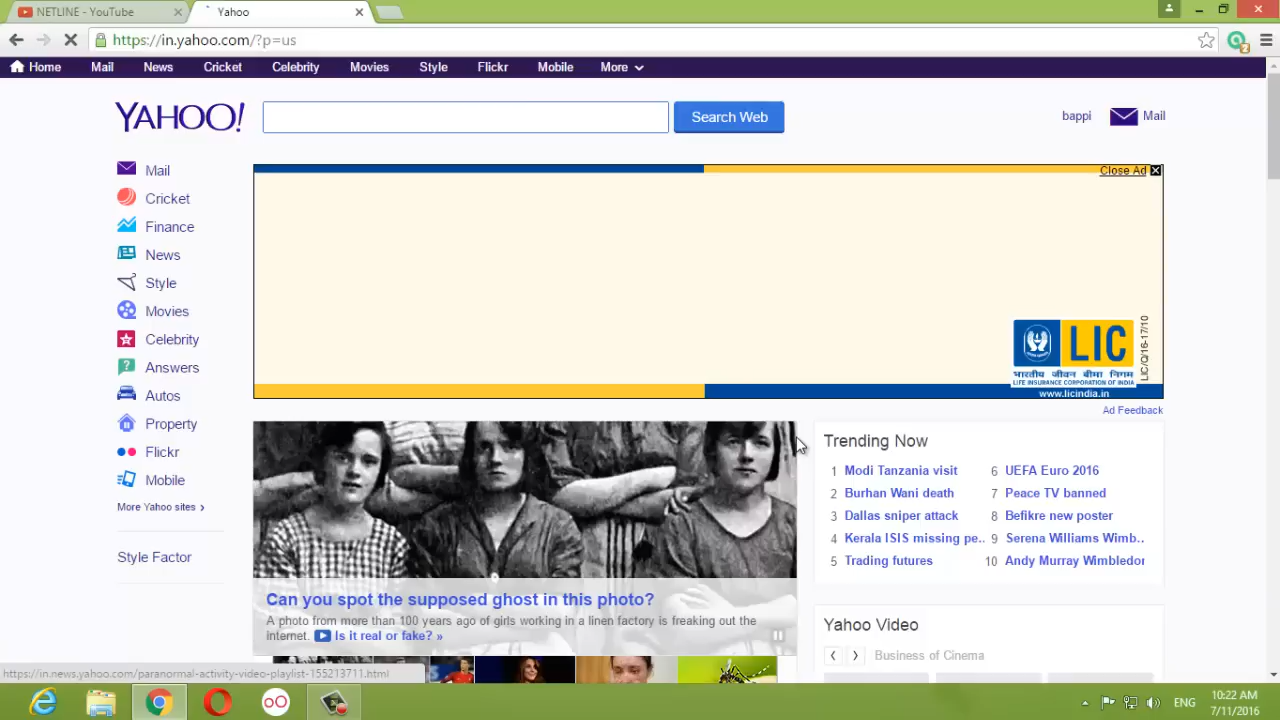 NETLINE - YouTube
Yahoo
https://in.yahoo.com/?p=us
Home Mail News Cricket Celebrity Movies Style Flickr Mobile More
YAHOO! Search Web bappi Mail
Mail
Cricket
Finance
News
Style
Movies
Celebrity
Answers
Autos
Property
Flickr
Mobile
More Yahoo sites
Style Factor
Close Ad
LIC
भारतीय जीवन बीमा निगम
LIFE INSURANCE CORPORATION OF INDIA
www.licindia.in
LIC/Q/16-17/10
Ad Feedback
Can you spot the supposed ghost in this photo?
A photo from more than 100 years ago of girls working in a linen factory is freaking out the
internet. Is it real or fake? »
Trending Now
1 Modi Tanzania visit
2 Burhan Wani death
3 Dallas sniper attack
4 Kerala ISIS missing pe..
5 Trading futures
6 UEFA Euro 2016
7 Peace TV banned
8 Befikre new poster
9 Serena Williams Wimb..
10 Andy Murray Wimbledon
Yahoo Video
Business of Cinema
https://in.news.yahoo.com/paranormal-activity-video-playlist-155213711.html
ENG
10:22 AM
7/11/2016